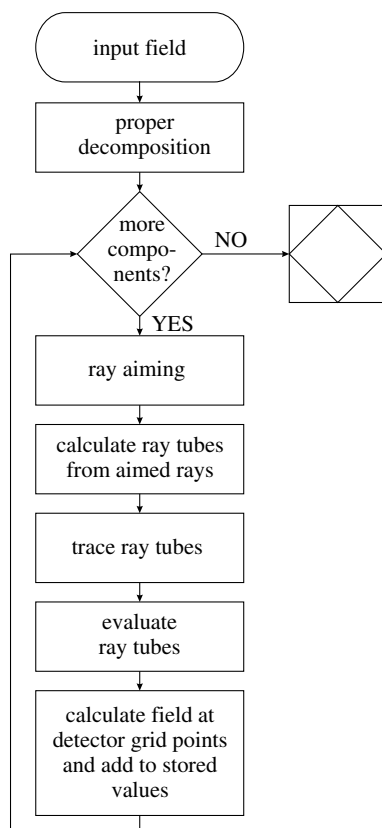 input field
proper
decomposition
more
compo-
nents?
NO
YES
ray aiming
calculate ray tubes
from aimed rays
trace ray tubes
evaluate
ray tubes
calculate field at
detector grid points
and add to stored
values